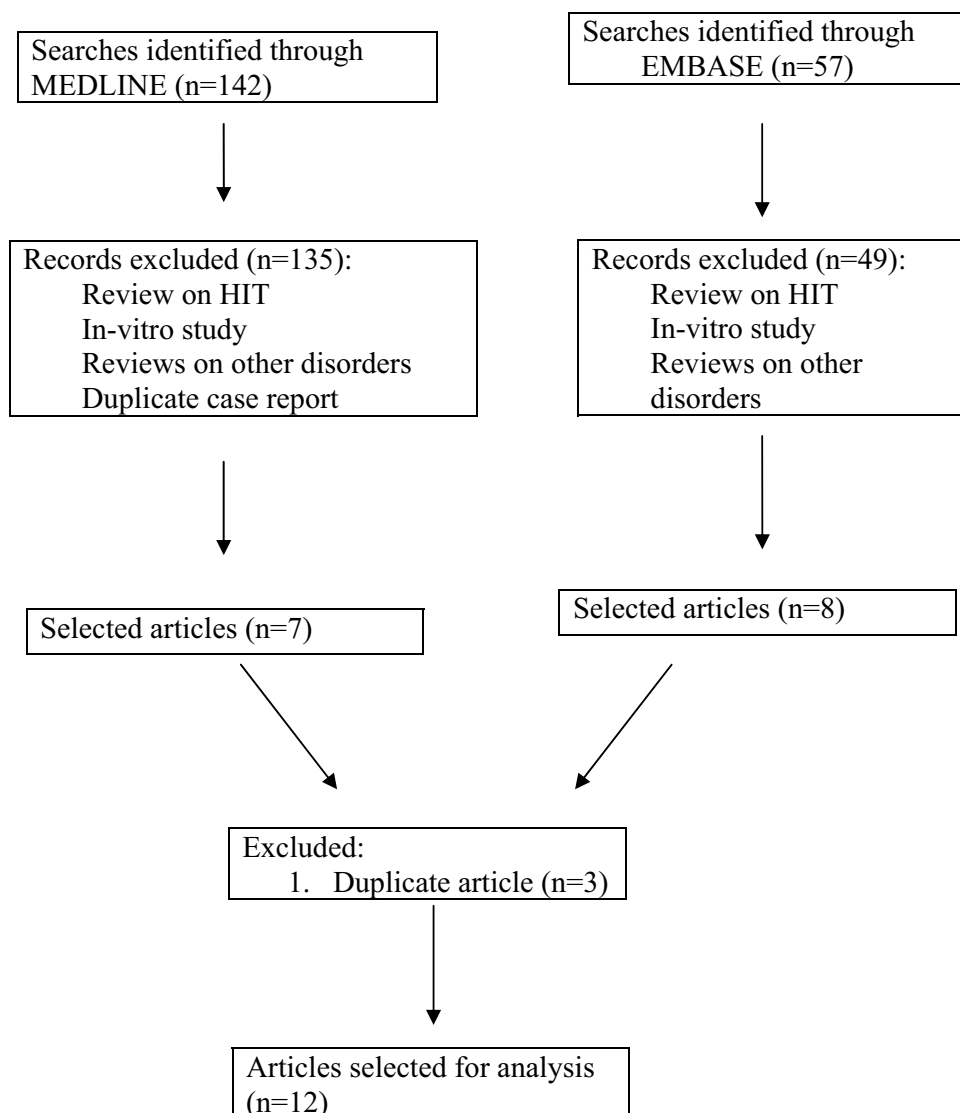 Searches identified through
MEDLINE (n=142)
Searches identified through
EMBASE (n=57)
Records excluded (n=135):
Review on HIT
In-vitro study
Reviews on other disorders
Duplicate case report
Records excluded (n=49):
Review on HIT
In-vitro study
Reviews on other
disorders
Selected articles (n=7)
Selected articles (n=8)
Excluded:
1. Duplicate article (n=3)
Articles selected for analysis
(n=12)